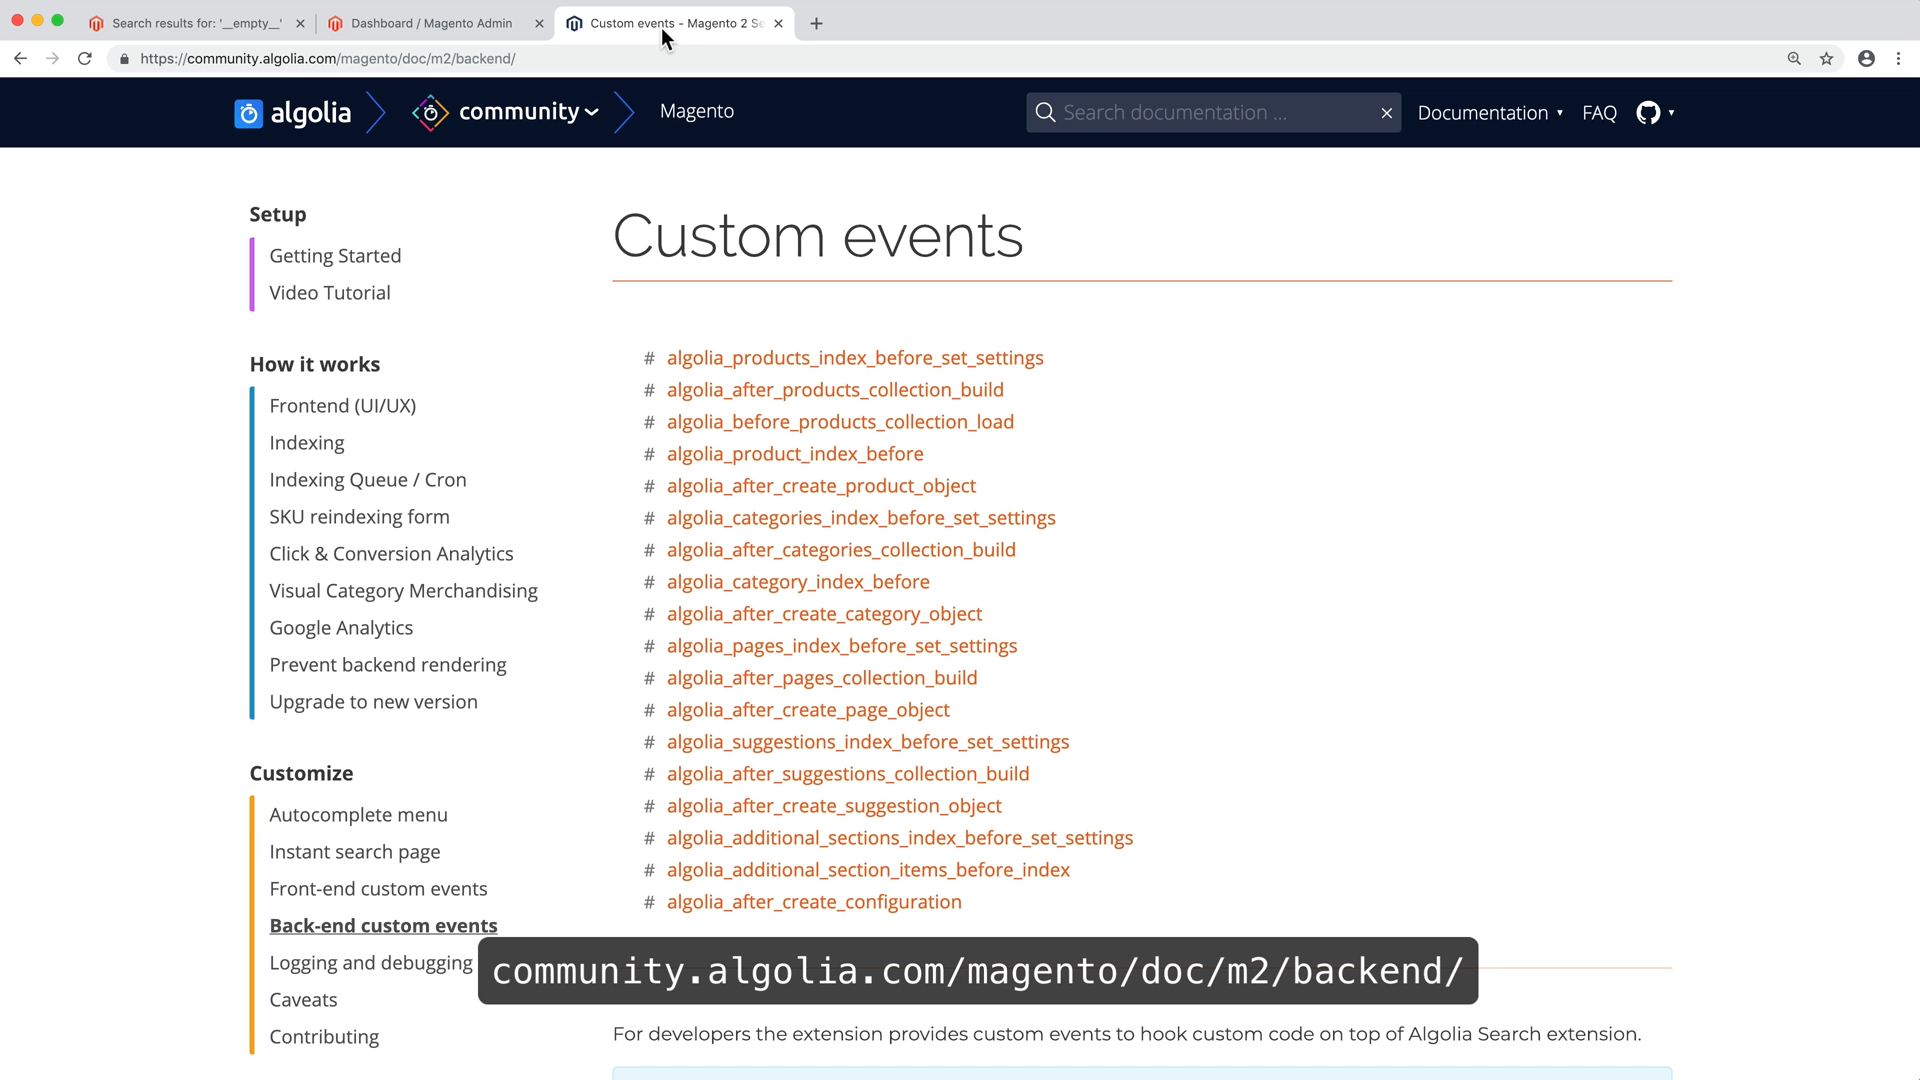 Search results for: '__empty__'
Dashboard / Magento Admin
Custom events - Magento 2 Se
https://community.algolia.com/magento/doc/m2/backend/
algolia
community
Magento
Search documentation ...
Documentation
FAQ
Setup
Getting Started
Video Tutorial
How it works
Frontend (UI/UX)
Indexing
Indexing Queue / Cron
SKU reindexing form
Click & Conversion Analytics
Visual Category Merchandising
Google Analytics
Prevent backend rendering
Upgrade to new version
Customize
Autocomplete menu
Instant search page
Front-end custom events
Back-end custom events
Logging and debugging
Caveats
Contributing
Custom events
# algolia_products_index_before_set_settings
# algolia_after_products_collection_build
# algolia_before_products_collection_load
# algolia_product_index_before
# algolia_after_create_product_object
# algolia_categories_index_before_set_settings
# algolia_after_categories_collection_build
# algolia_category_index_before
# algolia_after_create_category_object
# algolia_pages_index_before_set_settings
# algolia_after_pages_collection_build
# algolia_after_create_page_object
# algolia_suggestions_index_before_set_settings
# algolia_after_suggestions_collection_build
# algolia_after_create_suggestion_object
# algolia_additional_sections_index_before_set_settings
# algolia_additional_section_items_before_index
# algolia_after_create_configuration
community.algolia.com/magento/doc/m2/backend/
For developers the extension provides custom events to hook custom code on top of Algolia Search extension.